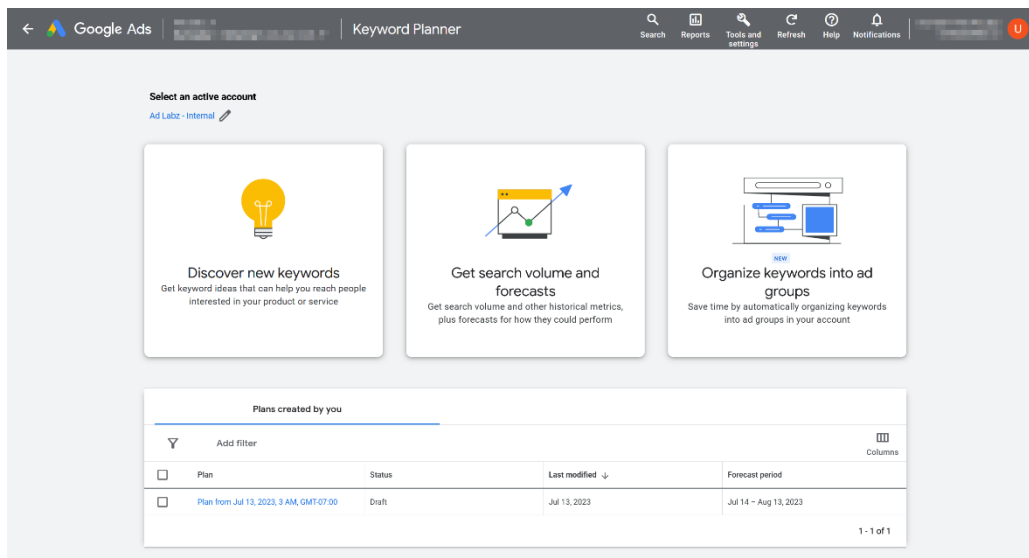 Google Ads
Keyword Planner
Search
Reports
Tools and
settings
Refresh
Help
Notifications
U
Select an active account
Ad Labz - Internal
Discover new keywords
Get keyword ideas that can help you reach people
interested in your product or service
Get search volume and
forecasts
Get search volume and other historical metrics,
plus forecasts for how they could perform
NEW
Organize keywords into ad
groups
Save time by automatically organizing keywords
into ad groups in your account
Plans created by you
Add filter
Columns
Plan Status Last modified Forecast period
Plan from Jul 13, 2023, 3 AM, GMT-07:00 Draft Jul 13, 2023 Jul 14 – Aug 13, 2023
1 - 1 of 1